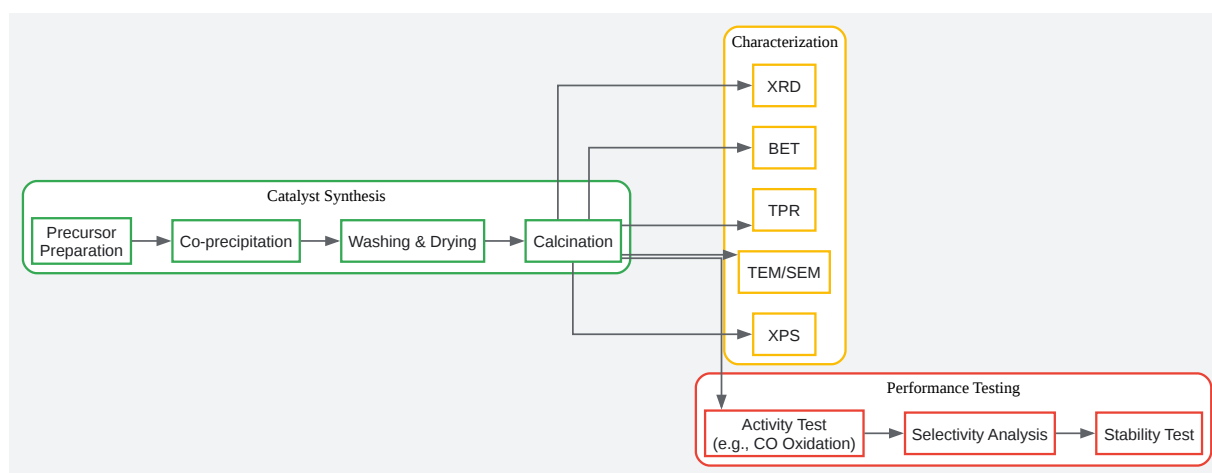 Characterization
XRD
BET
TPR
TEM/SEM
XPS
Catalyst Synthesis
Precursor
Preparation
Co-precipitation
Washing & Drying
Calcination
Performance Testing
Activity Test
(e.g., CO Oxidation)
Selectivity Analysis
Stability Test